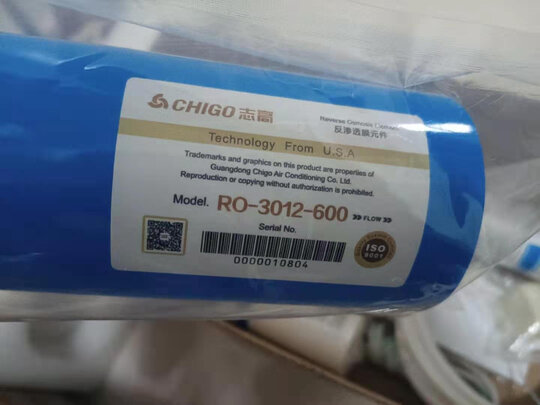 CHIGO 志高
Reverse Osmosis
反渗透膜元件
Technology From U.S.A
Trademarks and graphics on this product are properties of
Guangdong Chigo Air Conditioning Co. Ltd.
Reproduction or copying without authorization is prohibited.
Model. RO-3012-600 »» FLOW »»
Serial No.
0000010804
ISO
9001